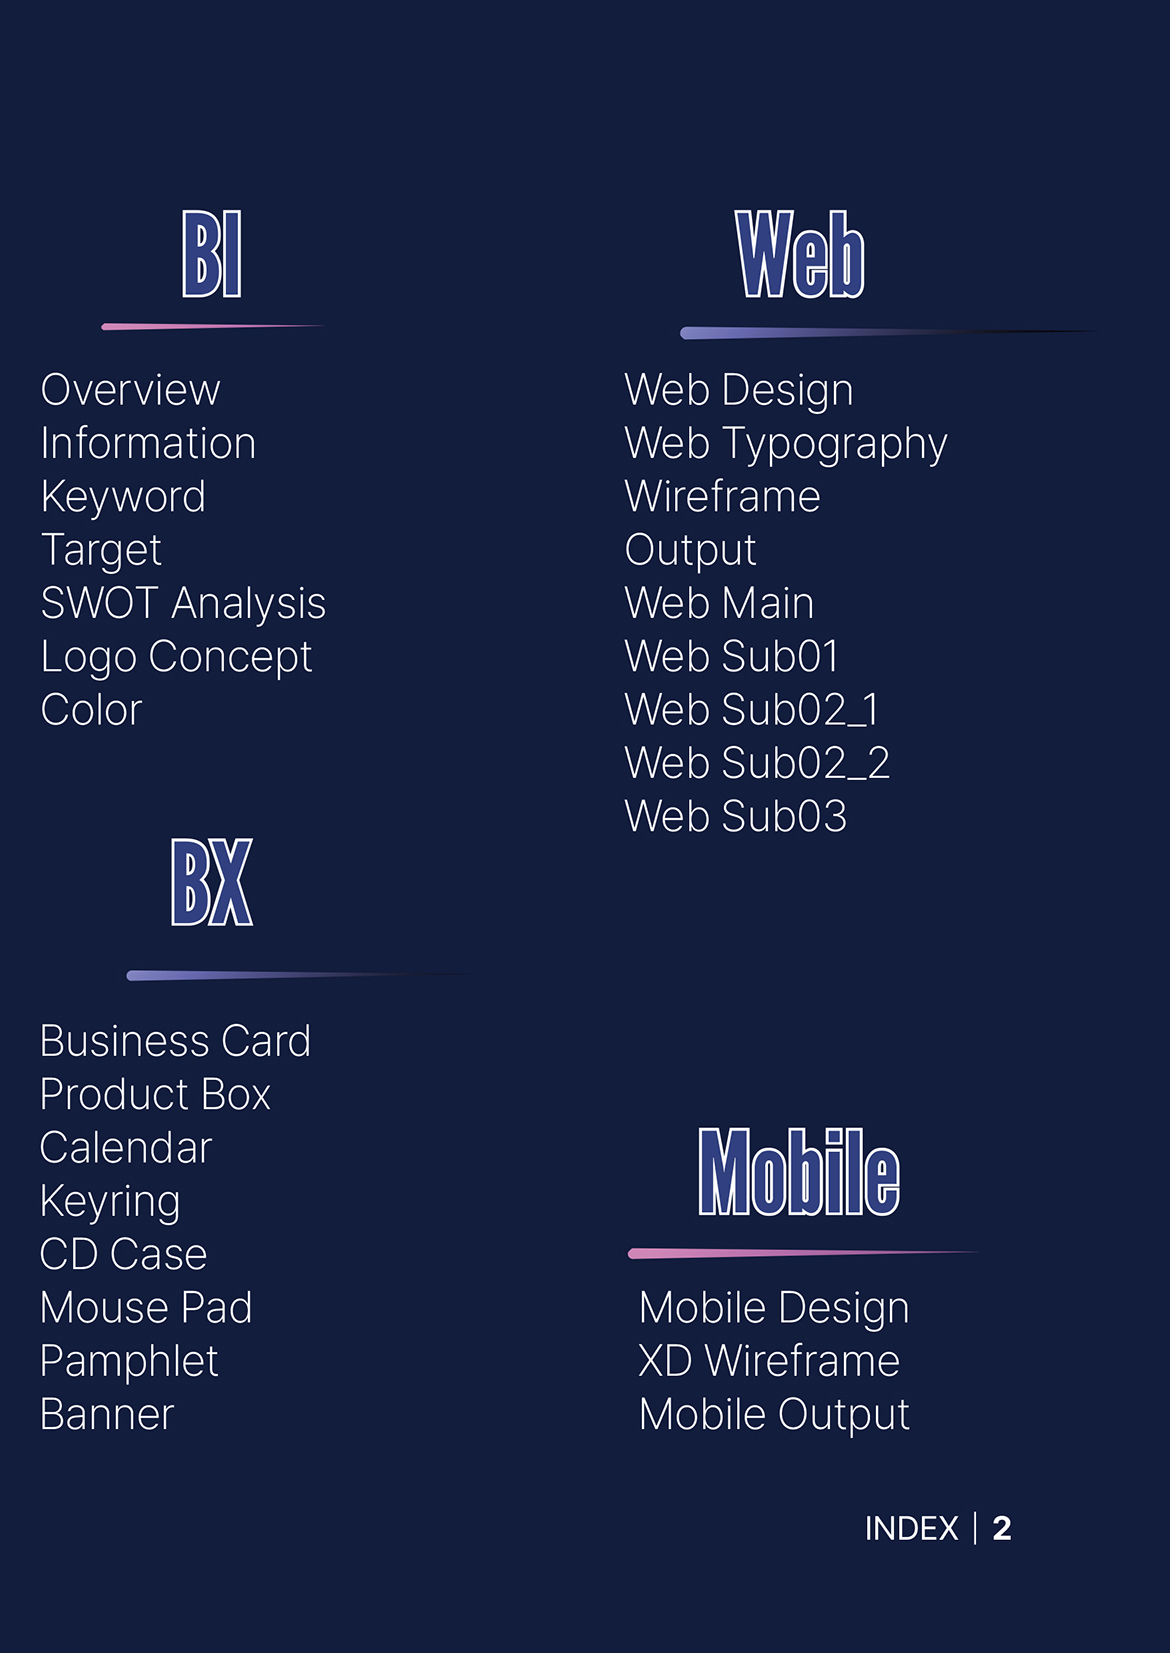 BI
Overview
Information
Keyword
Target
SWOT Analysis
Logo Concept
Color
BX
Business Card
Product Box
Calendar
Keyring
CD Case
Mouse Pad
Pamphlet
Banner
Web
Web Design
Web Typography
Wireframe
Output
Web Main
Web Sub01
Web Sub02_1
Web Sub02_2
Web Sub03
Mobile
Mobile Design
XD Wireframe
Mobile Output
INDEX | 2